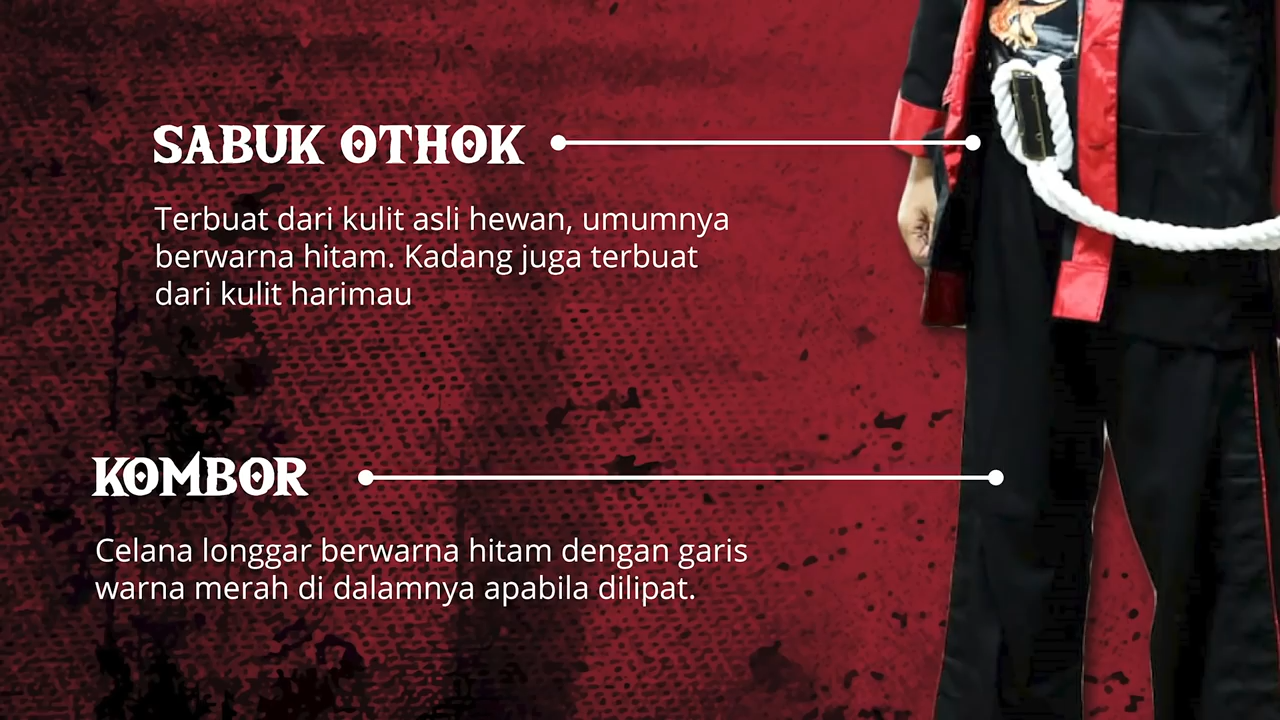 SABUK OTHOK
Terbuat dari kulit asli hewan, umumnya
berwarna hitam. Kadang juga terbuat
dari kulit harimau
KOMBOR
Celana longgar berwarna hitam dengan garis
warna merah di dalamnya apabila dilipat.